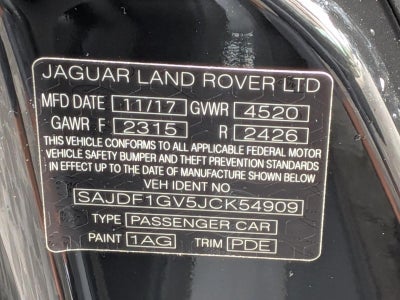 JAGUAR LAND ROVER LTD
MFD DATE 11/17 GVWR 4520
GAWR F 2315 R 2426
THIS VEHICLE CONFORMS TO ALL APPLICABLE FEDERAL MOTOR
VEHICLE SAFETY BUMPER AND THEFT PREVENTION STANDARDS
IN EFFECT UP TO THE DATE OF MANUFACTURE SHOWN BELOW
VEH IDENT NO
SAJDF1GV5JCK54909
TYPE PASSENGER CAR
PAINT 1AG TRIM PDE